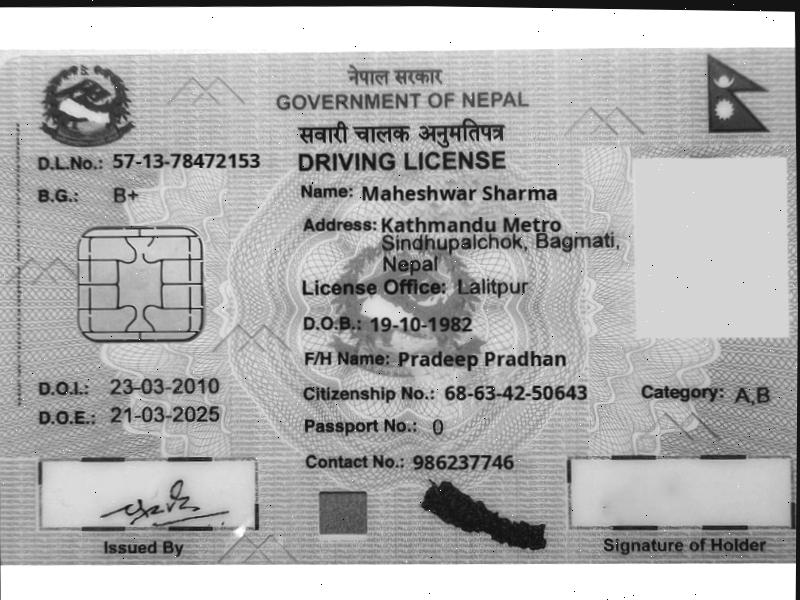 नेपाल सरकार
GOVERNMENT OF NEPAL
सवारी चालक अनुमतिपत्र
DRIVING LICENSE
D.L.No.: 57-13-78472153
B.G.: B+
Name: Maheshwar Sharma
Address: Kathmandu Metro
Sindhupalchok, Bagmati,
Nepal
License Office: Lalitpur
D.O.B.: 19-10-1982
F/H Name: Pradeep Pradhan
D.O.I.: 23-03-2010
Citizenship No.: 68-63-42-50643
Category: A,B
D.O.E.: 21-03-2025
Passport No.: 0
Contact No.: 986237746
Issued By
Signature of Holder